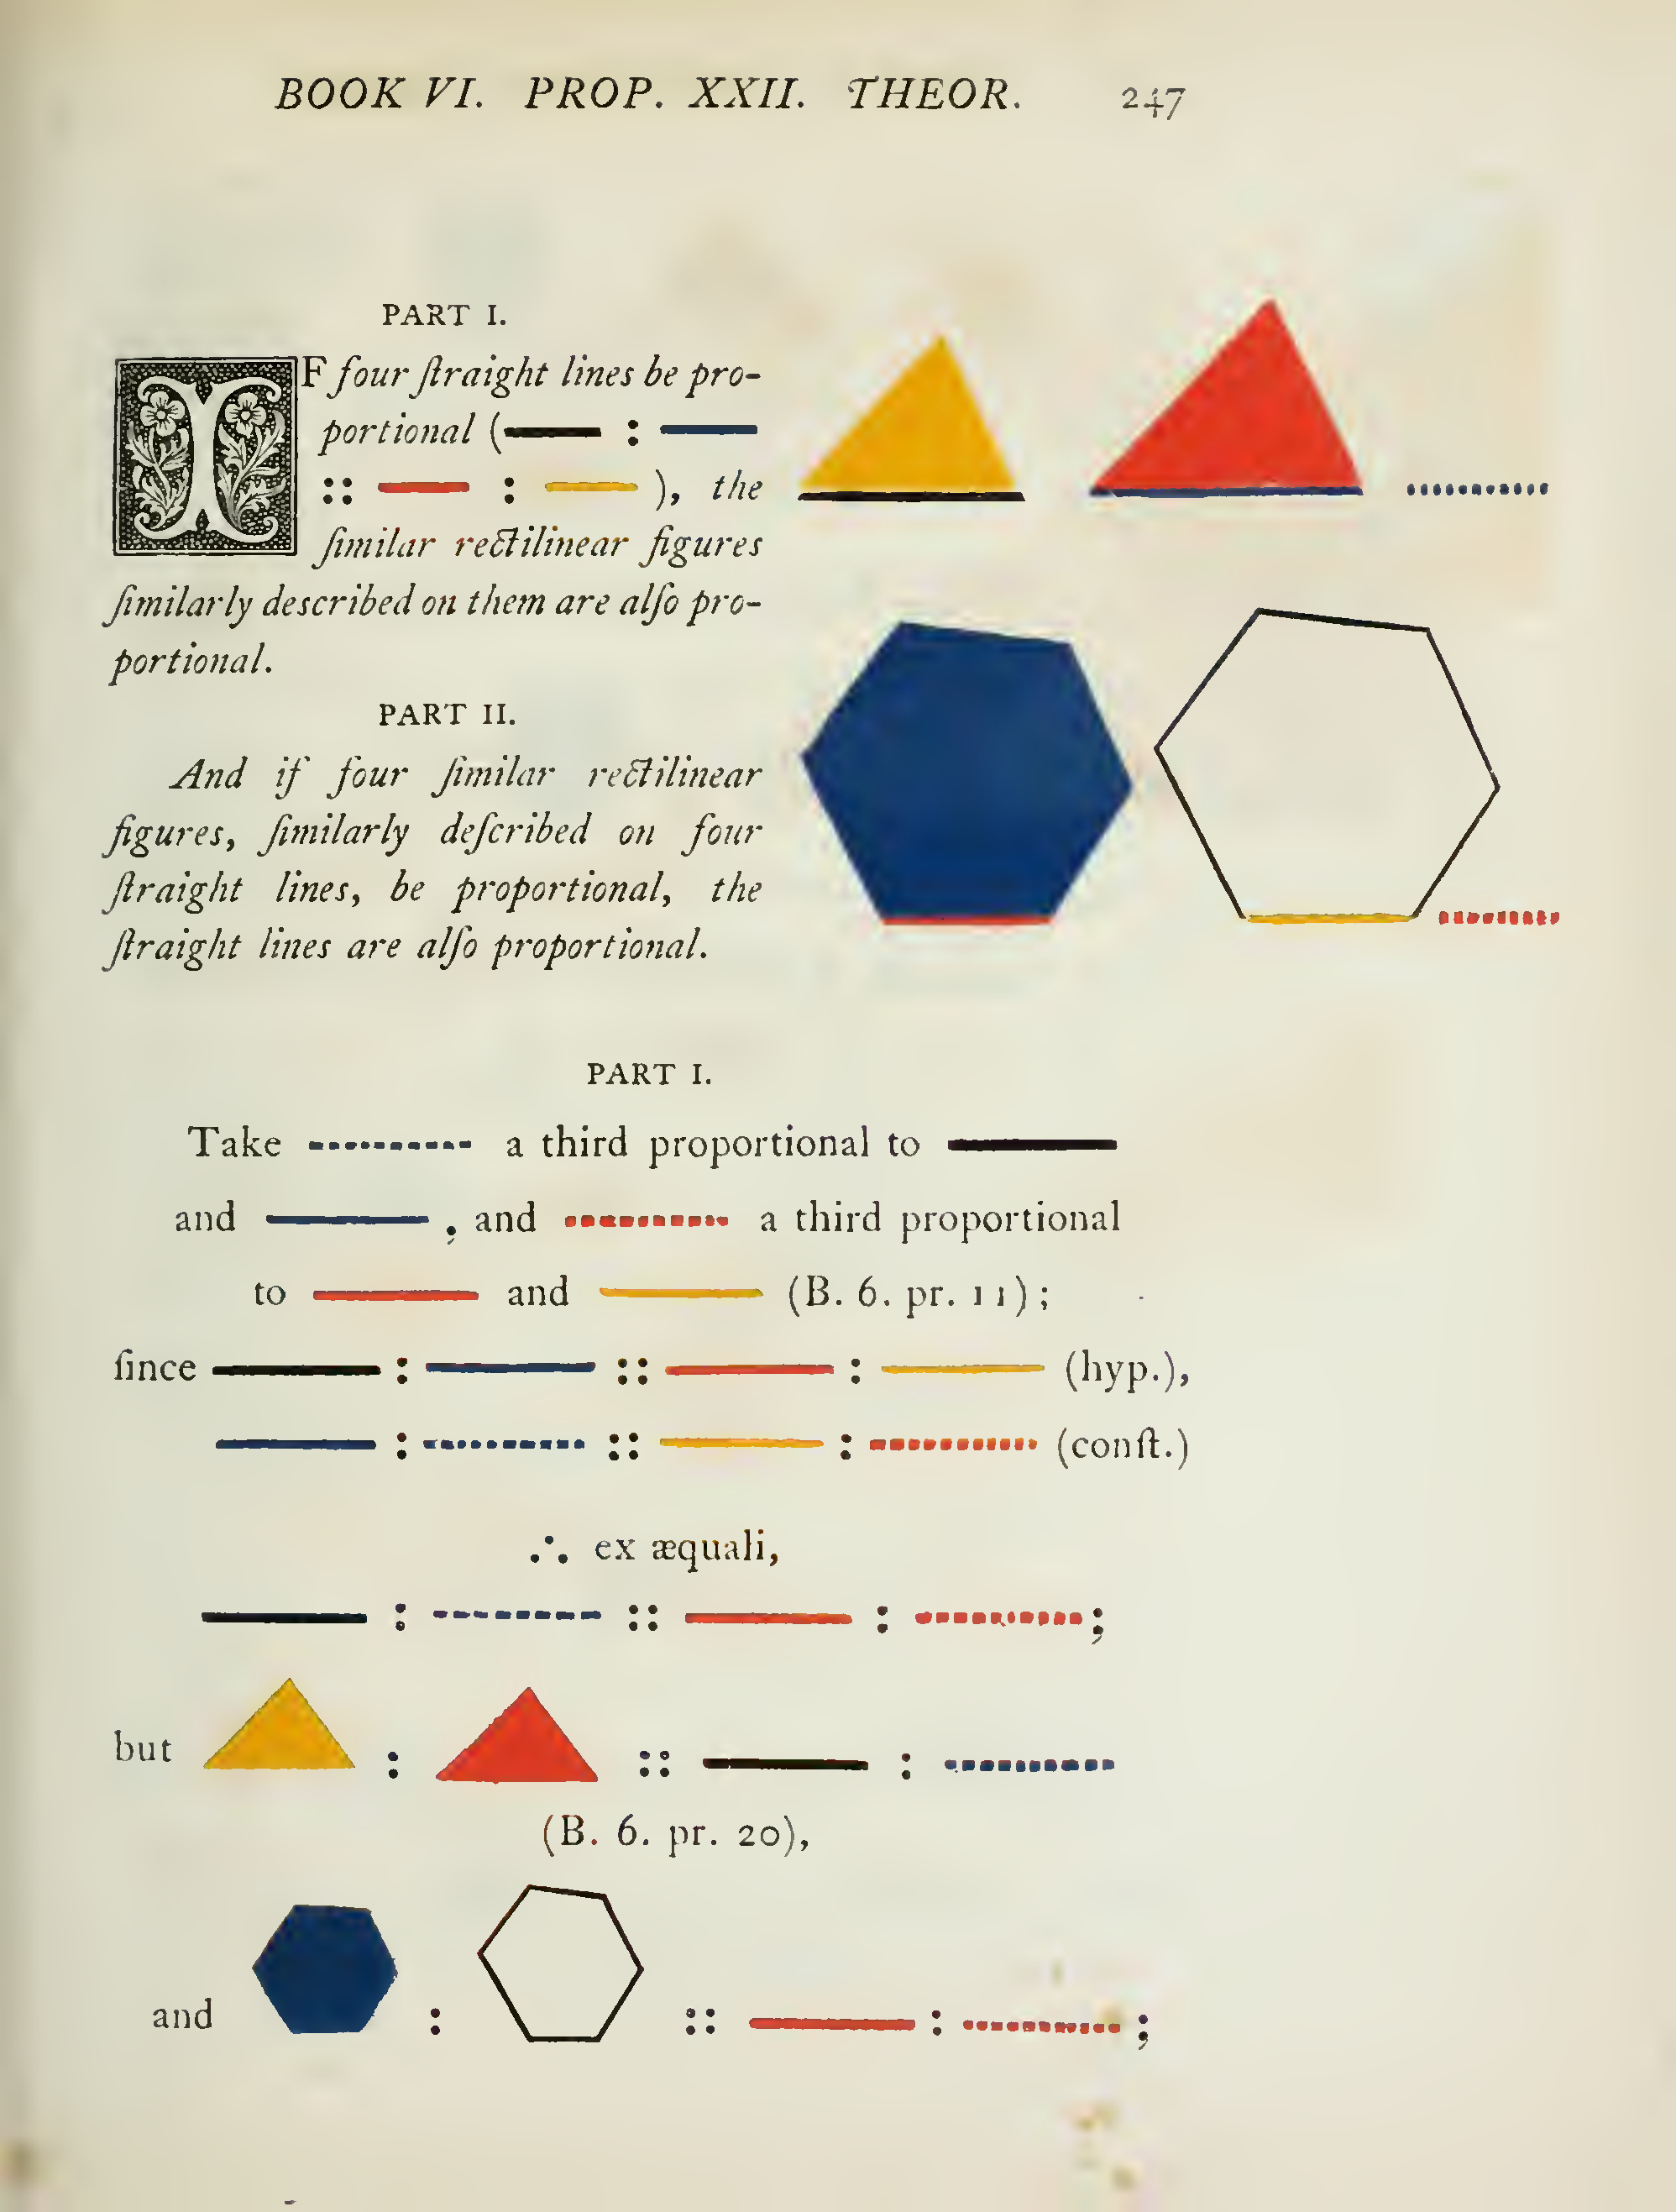 BOOK VI. PROP. XXII. THEOR. 247
PART I.
IF four ſtraight lines be pro-
portional ( : 
:: : ), the
ſimilar rectilinear figures
ſimilarly described on them are alſo pro-
portional.
PART II.
And if four ſimilar rectilinear
figures, ſimilarly deſcribed on four
ſtraight lines, be proportional, the
ſtraight lines are alſo proportional.
PART I.
Take a third proportional to
and , and a third proportional
to and (B. 6. pr. 11);
ſince : :: : (hyp.),
: :: : (conſt.)
∴ ex æquali,
: :: : ;
but : :: :
(B. 6. pr. 20),
and : :: : ;